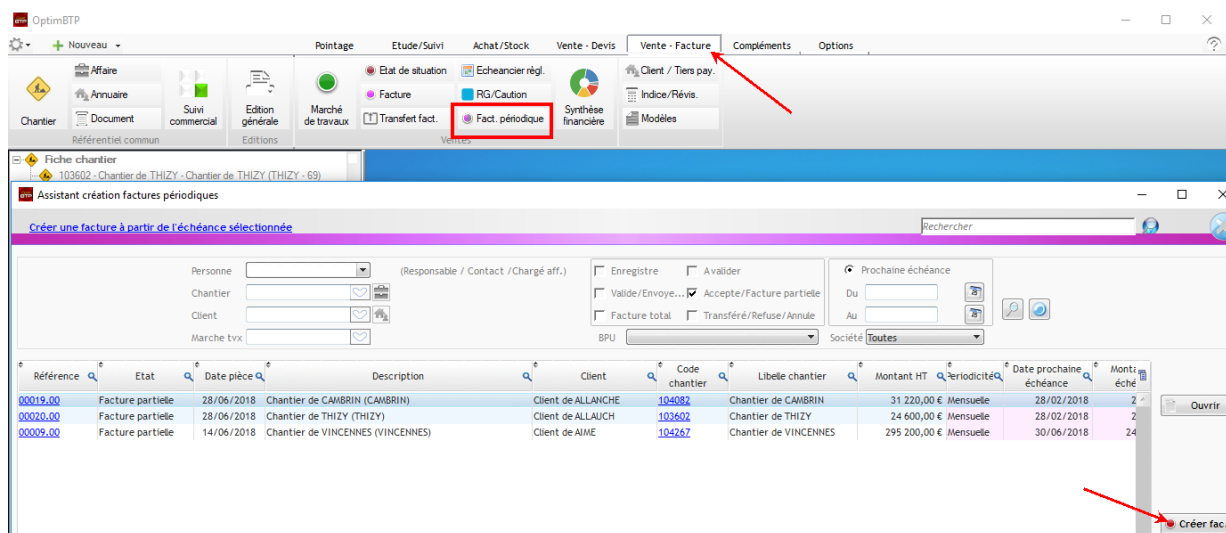 OptimBTP
Nouveau
Pointage Etude/Suivi Achat/Stock Vente - Devis Vente - Facture Compléments Options
Chantier
Affaire
Annuaire
Document
Suivi commercial
Référentiel commun
Edition générale
Editions
Marché de travaux
Etat de situation
Facture
Transfert fact.
Echeancier régl.
RG/Caution
Fact. périodique
Synthèse financière
Ventes
Client / Tiers pay.
Indice/Révis.
Modèles
Fiche chantier
103602 - Chantier de THIZY - Chantier de THIZY (THIZY - 69)
Assistant création factures périodiques
Créer une facture à partir de l'échéance sélectionnée
Rechercher
Personne (Responsable / Contact /Chargé aff.)
Chantier
Client
Marche tvx
Enregistre Avalider
Valide/Envoye... Accepte/Facture partielle
Facture total Transféré/Refuse/Annule
BPU
Prochaine échéance
Du
Au
Société Toutes
Référence Etat Date pièce Description Client Code chantier Libelle chantier Montant HT Periodicité Date prochaine échéance Monta éché
00019.00 Facture partielle 28/06/2018 Chantier de CAMBRIN (CAMBRIN) Client de ALLANCHE 104082 Chantier de CAMBRIN 31 220,00 € Mensuelle 28/02/2018 2
00020.00 Facture partielle 28/06/2018 Chantier de THIZY (THIZY) Client de ALLAUCH 103602 Chantier de THIZY 24 600,00 € Mensuelle 28/02/2018 2
00009.00 Facture partielle 14/06/2018 Chantier de VINCENNES (VINCENNES) Client de AIME 104267 Chantier de VINCENNES 295 200,00 € Mensuelle 30/06/2018 24
Ouvrir
Créer fac.